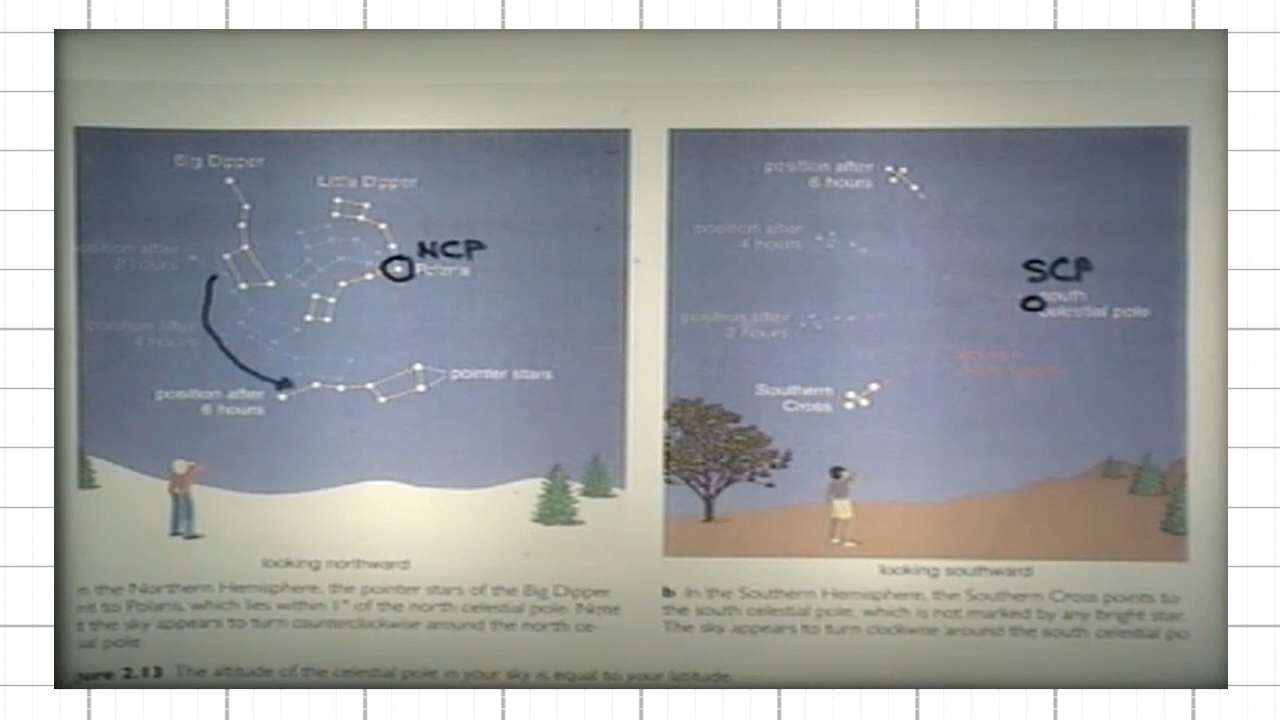 Big Dipper
Little Dipper
NCP
Polaris
position after
2 hours
position after
4 hours
position after
6 hours
pointer stars
looking northward
n the Northern Hemisphere, the pointer stars of the Big Dipper
nt to Polaris, which lies within 1° of the north celestial pole. Note
t the sky appears to turn counterclockwise around the north ce-
ial pole.
position after
6 hours
position after
4 hours
SCP
south
celestial pole
position after
2 hours
Southern
Cross
looking southward
b In the Southern Hemisphere, the Southern Cross points to
the south celestial pole, which is not marked by any bright star.
The sky appears to turn clockwise around the south celestial po
gure 2.13 The altitude of the celestial pole in your sky is equal to your latitude.